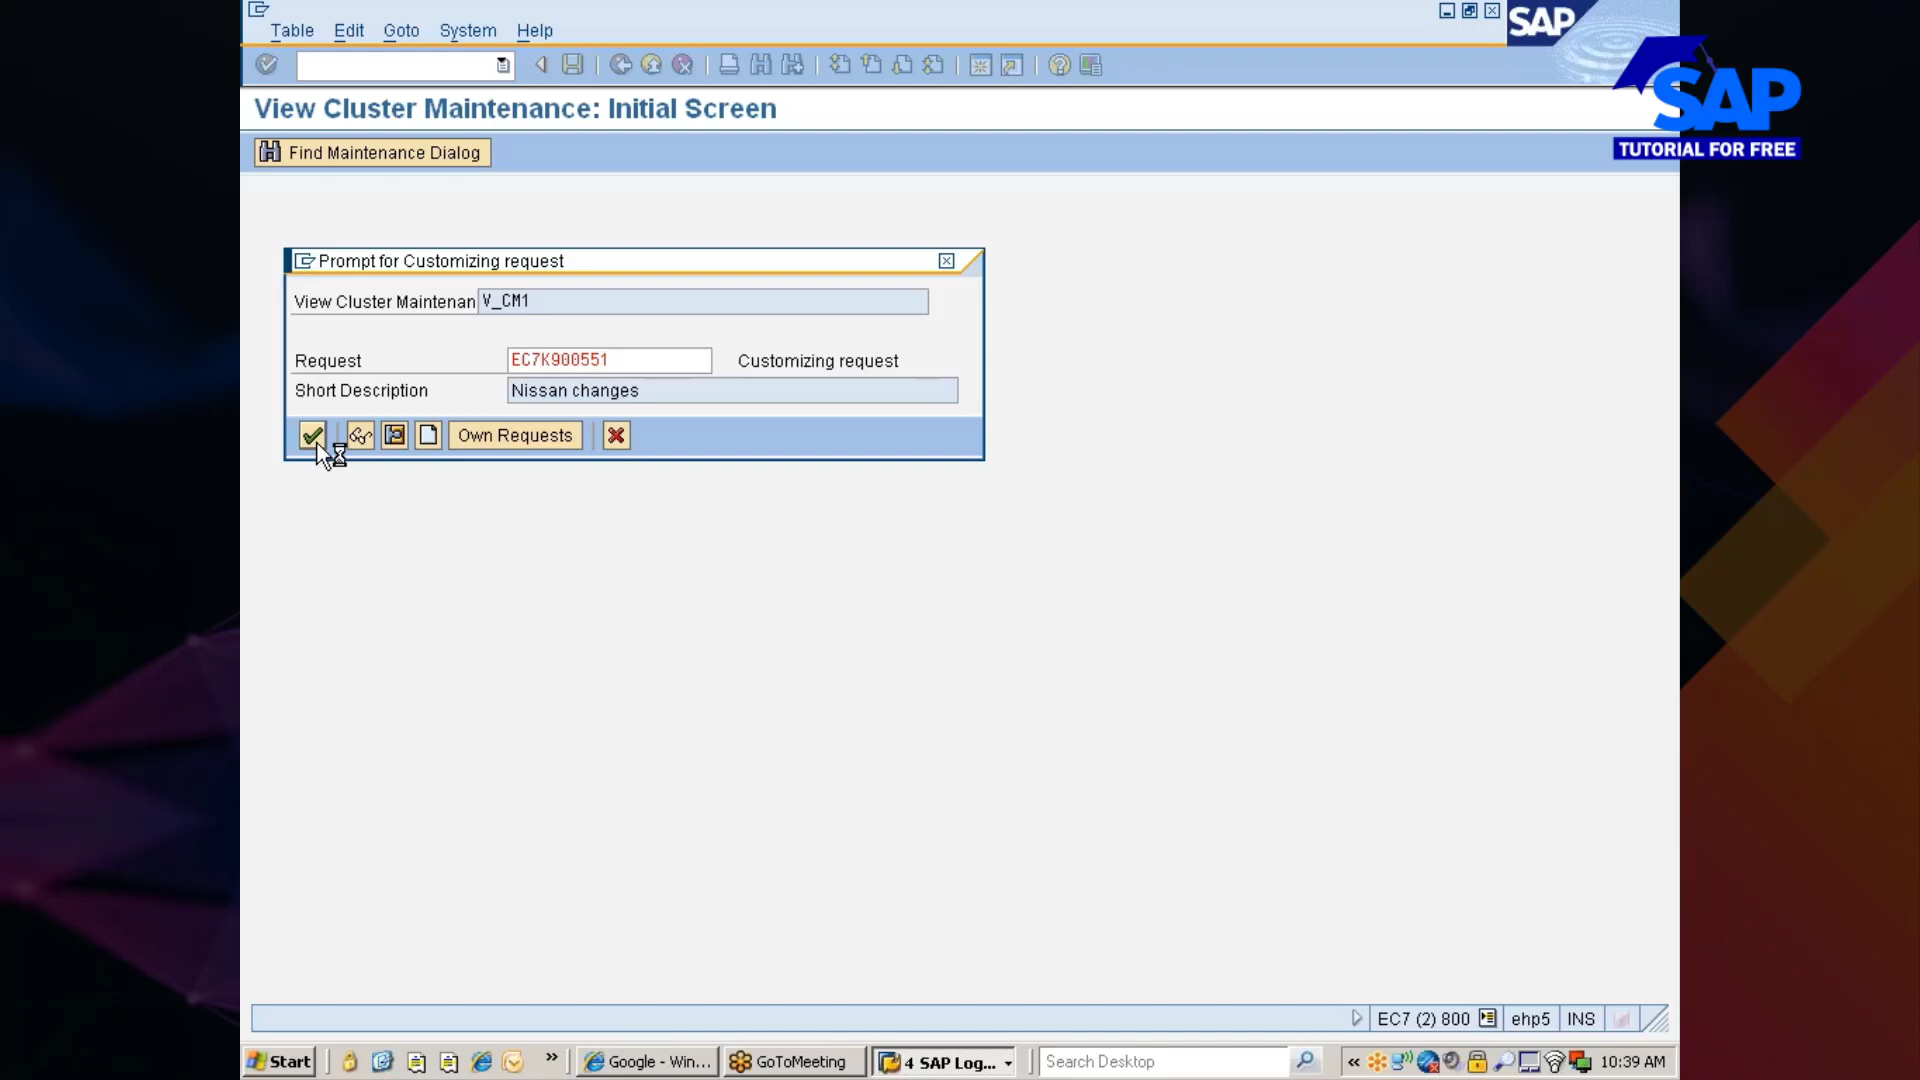 Table Edit Goto System Help
SAP
SAP
TUTORIAL FOR FREE
View Cluster Maintenance: Initial Screen
Find Maintenance Dialog
Prompt for Customizing request
View Cluster Maintenan V_CM1
Request EC7K900551 Customizing request
Short Description Nissan changes
Own Requests
EC7 (2) 800 ehp5 INS
Start » Google - Win... GoToMeeting 4 SAP Log... Search Desktop « 10:39 AM